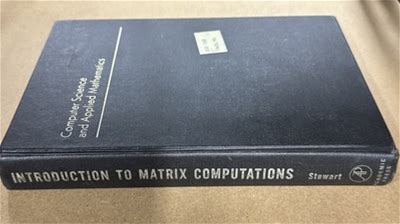 Computer Science
and Applied Mathematics
INTRODUCTION TO MATRIX COMPUTATIONS
Stewart
ACADEMIC
PRESS